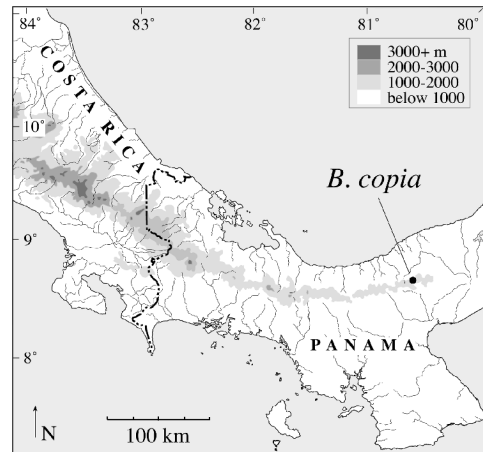 84° 83° 82° 81° 80°
3000+ m
2000-3000
1000-2000
below 1000
COSTA RICA
10°
B. copia
9°
PANAMA
8°
N
100 km